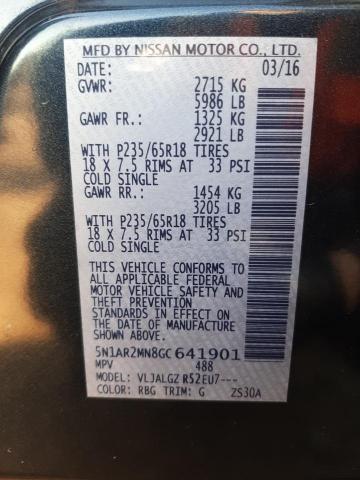 MFD BY NISSAN MOTOR CO., LTD.
DATE: 03/16
GVWR: 2715 KG
5986 LB
GAWR FR.: 1325 KG
2921 LB
WITH P235/65R18 TIRES
18 X 7.5 RIMS AT 33 PSI
COLD SINGLE
GAWR RR.: 1454 KG
3205 LB
WITH P235/65R18 TIRES
18 X 7.5 RIMS AT 33 PSI
COLD SINGLE
THIS VEHICLE CONFORMS TO
ALL APPLICABLE FEDERAL
MOTOR VEHICLE SAFETY AND
THEFT PREVENTION STANDARDS
IN EFFECT ON THE DATE OF
MANUFACTURE SHOWN
ABOVE.
5N1AR2MN8GC641901
MPV 488
MODEL: VLJALGZ R52EU7---
COLOR: RBG TRIM: G ZS30A